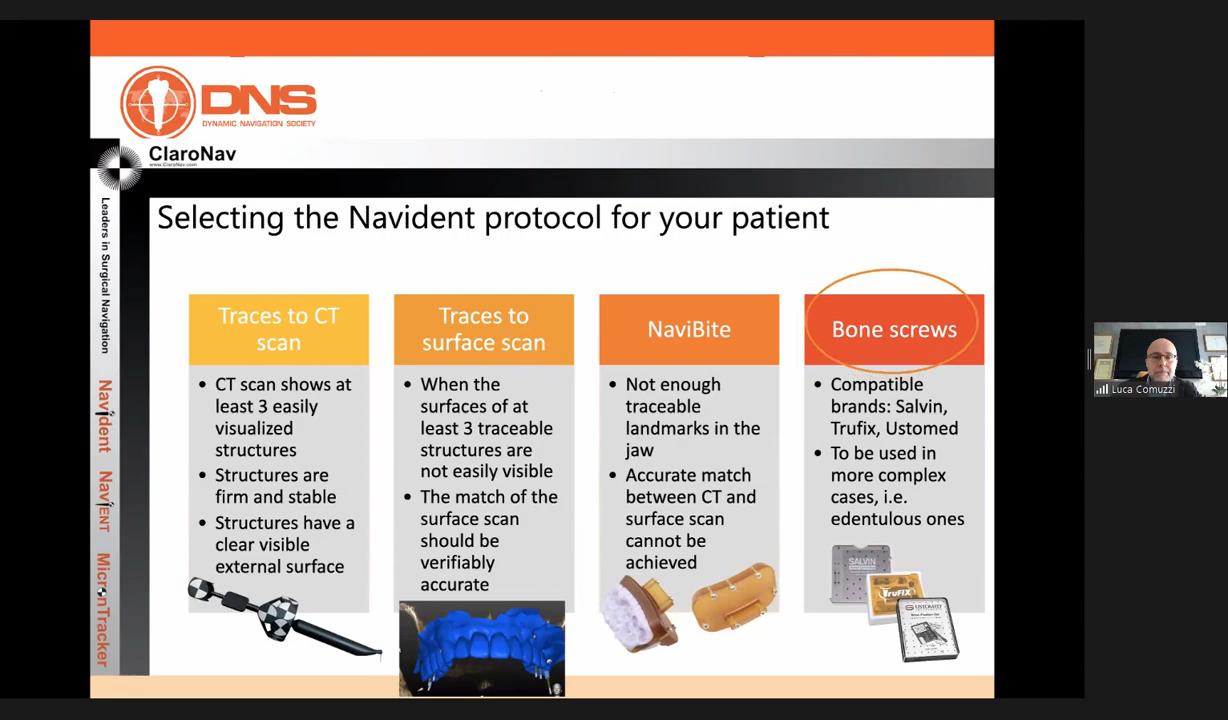 DNS
DYNAMIC NAVIGATION SOCIETY
ClaroNav
www.ClaroNav.com
Leaders in Surgical Navigation
Navident
NaviENT
MicronTracker
Selecting the Navident protocol for your patient
Traces to CT
scan
• CT scan shows at
least 3 easily
visualized
structures
• Structures are
firm and stable
• Structures have a
clear visible
external surface
Traces to
surface scan
• When the
surfaces of at
least 3 traceable
structures are
not easily visible
• The match of the
surface scan
should be
verifiably
accurate
NaviBite
• Not enough
traceable
landmarks in the
jaw
• Accurate match
between CT and
surface scan
cannot be
achieved
Bone screws
• Compatible
brands: Salvin,
Trufix, Ustomed
• To be used in
more complex
cases, i.e.
edentulous ones
SALVIN
TruFIX
USTOMED
Luca Comuzzi